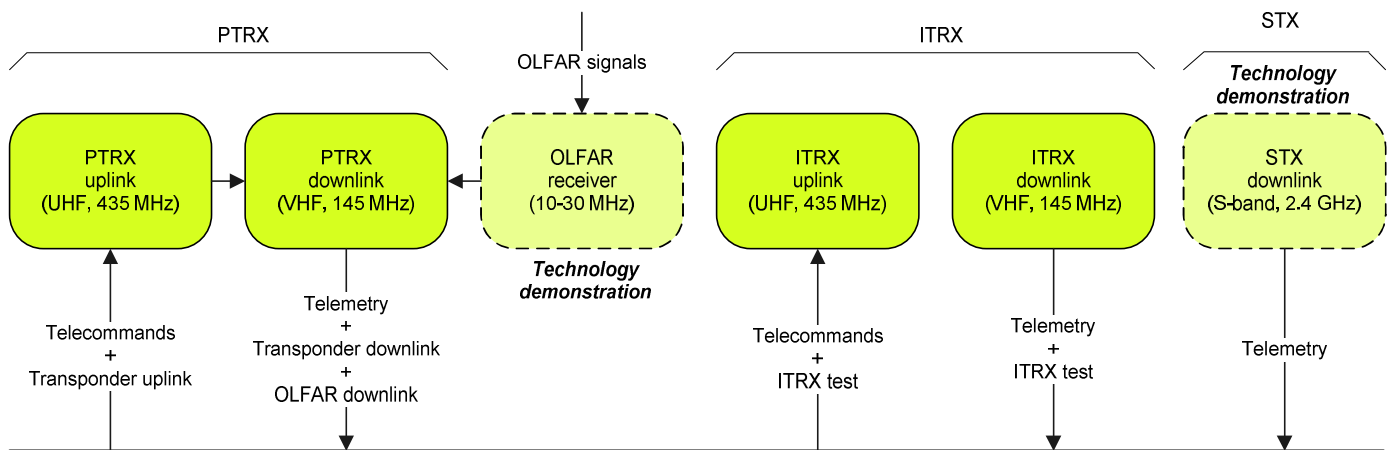 PTRX
ITRX
STX
OLFAR signals
Technology
demonstration
PTRX
uplink
(UHF, 435 MHz)
PTRX
downlink
(VHF, 145 MHz)
OLFAR
receiver
(10-30 MHz)
ITRX
uplink
(UHF, 435 MHz)
ITRX
downlink
(VHF, 145 MHz)
STX
downlink
(S-band, 2.4 GHz)
Technology
demonstration
Telecommands
+
Transponder uplink
Telemetry
+
Transponder downlink
+
OLFAR downlink
Telecommands
+
ITRX test
Telemetry
+
ITRX test
Telemetry